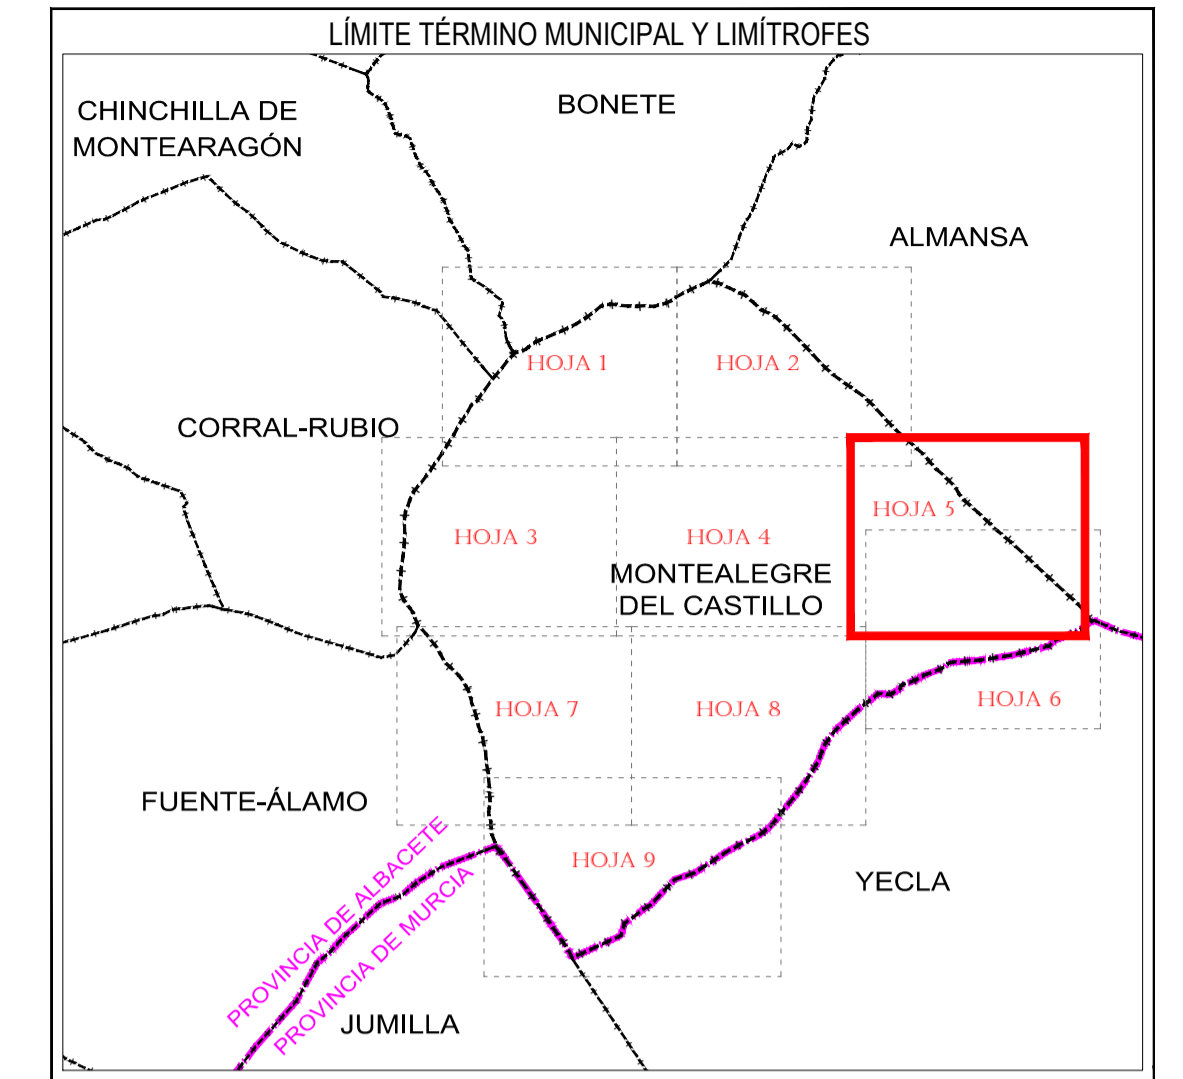 LÍMITE TÉRMINO MUNICIPAL Y LIMÍTROFES
CHINCHILLA DE
MONTEARAGÓN
BONETE
ALMANSA
HOJA 1
HOJA 2
CORRAL-RUBIO
HOJA 3
HOJA 4
HOJA 5
MONTEALEGRE
DEL CASTILLO
HOJA 6
HOJA 7
HOJA 8
FUENTE-ÁLAMO
HOJA 9
YECLA
PROVINCIA DE ALBACETE
PROVINCIA DE MURCIA
JUMILLA